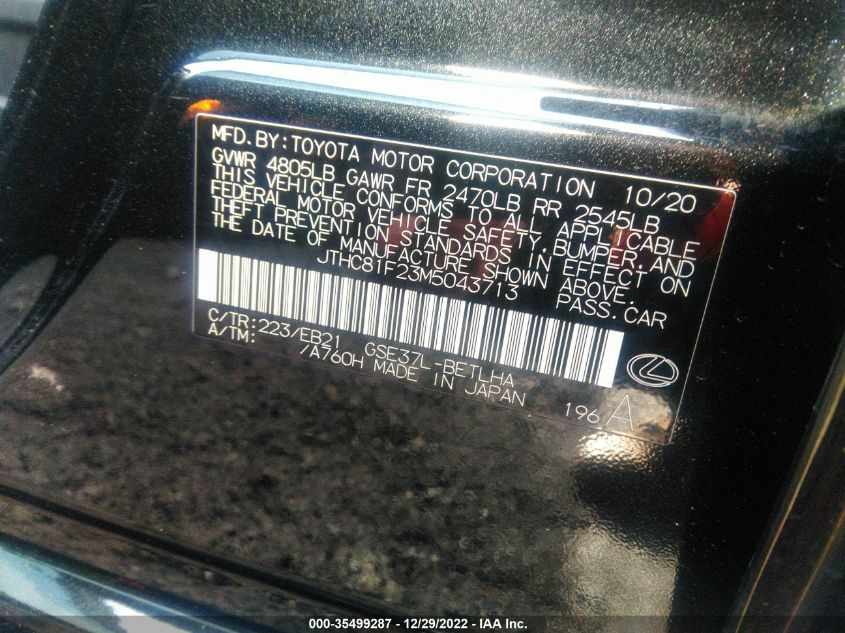 MFD.BY:TOYOTA MOTOR CORPORATION 10/20
GVWR 4805LB GAWR FR 2470LB RR 2545LB
THIS VEHICLE CONFORMS TO ALL APPLICABLE
FEDERAL MOTOR VEHICLE SAFETY,BUMPER,AND
THEFT PREVENTION STANDARDS IN EFFECT ON
THE DATE OF MANUFACTURE SHOWN ABOVE.
JTHC81F23M5043713 PASS.CAR
C/TR:223/EB21 GSE37L-BETLHA
A/TM: /A760H MADE IN JAPAN 196 A
000-35499287 - 12/29/2022 - IAA Inc.